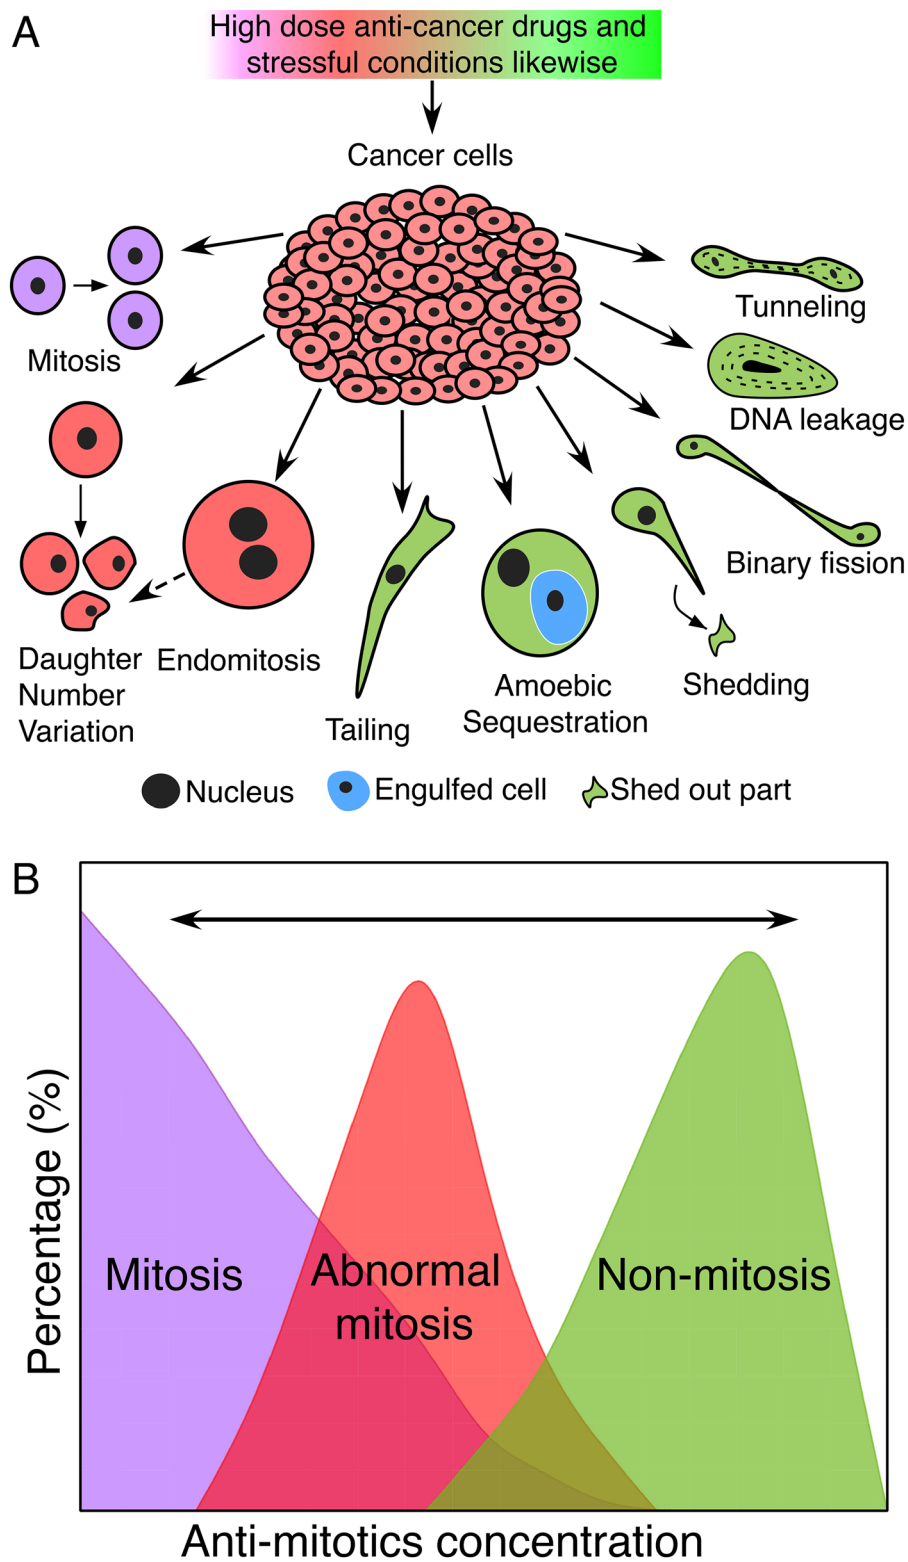 A
High dose anti-cancer drugs and
stressful conditions likewise
Cancer cells
Mitosis
Tunneling
DNA leakage
Binary fission
Daughter
Number
Variation
Endomitosis
Tailing
Amoebic
Sequestration
Shedding
Nucleus
Engulfed cell
Shed out part
B
Percentage (%)
Mitosis
Abnormal
mitosis
Non-mitosis
Anti-mitotics concentration